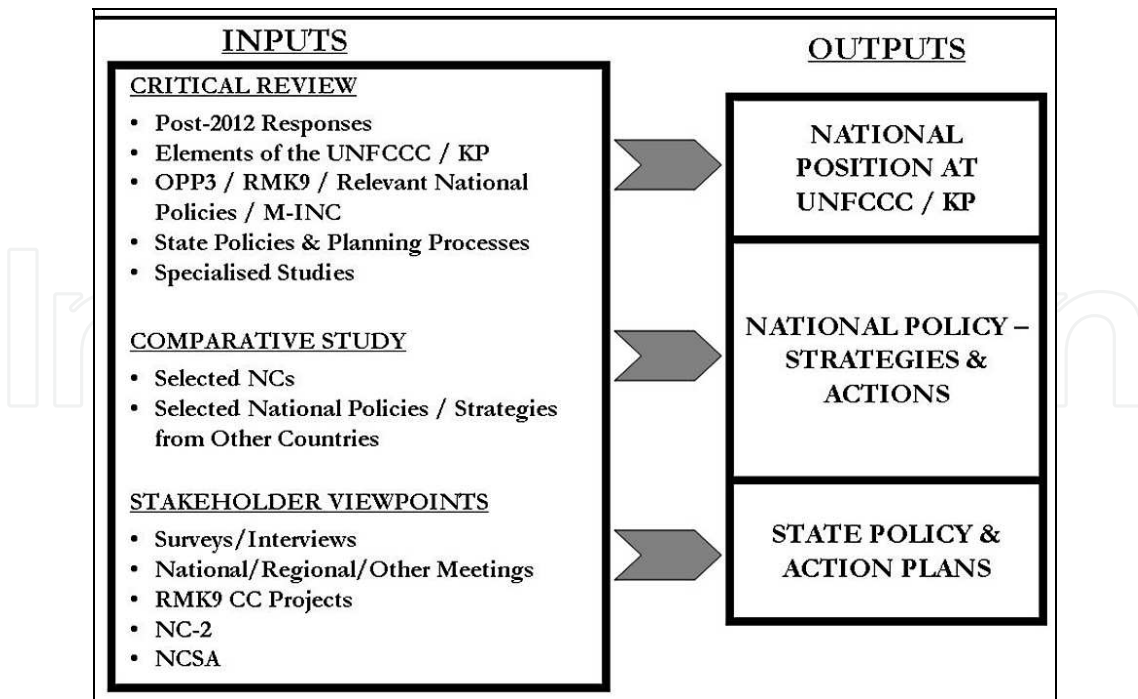 INPUTS
CRITICAL REVIEW
• Post-2012 Responses
• Elements of the UNFCCC / KP
• OPP3 / RMK9 / Relevant National
Policies / M-INC
• State Policies & Planning Processes
• Specialised Studies
COMPARATIVE STUDY
• Selected NCs
• Selected National Policies / Strategies
from Other Countries
STAKEHOLDER VIEWPOINTS
• Surveys/Interviews
• National/Regional/Other Meetings
• RMK9 CC Projects
• NC-2
• NCSA
OUTPUTS
NATIONAL
POSITION AT
UNFCCC / KP
NATIONAL POLICY –
STRATEGIES &
ACTIONS
STATE POLICY &
ACTION PLANS